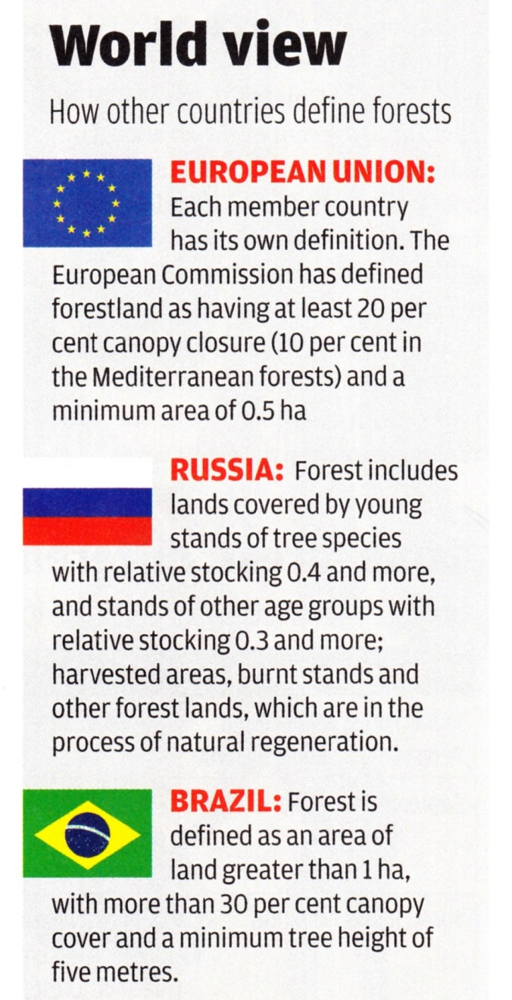 World view
How other countries define forests
EUROPEAN UNION:
Each member country
has its own definition. The
European Commission has defined
forestland as having at least 20 per
cent canopy closure (10 per cent in
the Mediterranean forests) and a
minimum area of 0.5 ha
RUSSIA: Forest includes
lands covered by young
stands of tree species
with relative stocking 0.4 and more,
and stands of other age groups with
relative stocking 0.3 and more;
harvested areas, burnt stands and
other forest lands, which are in the
process of natural regeneration.
BRAZIL: Forest is
defined as an area of
land greater than 1 ha,
with more than 30 per cent canopy
cover and a minimum tree height of
five metres.